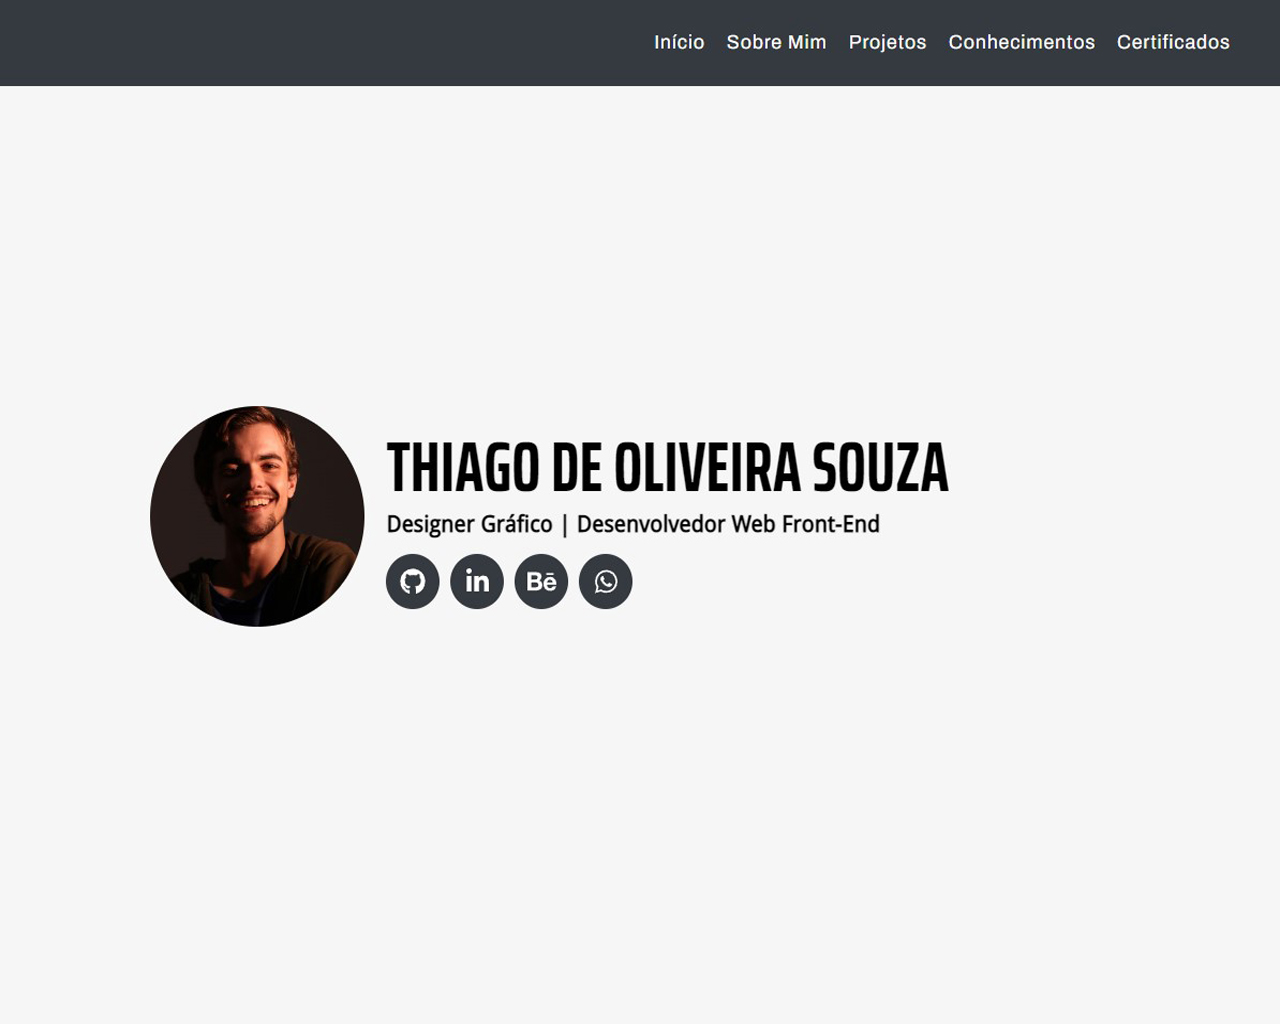 Início Sobre Mim Projetos Conhecimentos Certificados
THIAGO DE OLIVEIRA SOUZA
Designer Gráfico | Desenvolvedor Web Front-End
in Bē